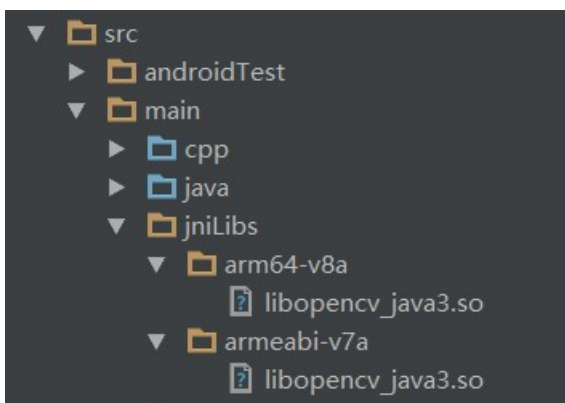 src
androidTest
main
cpp
java
jniLibs
arm64-v8a
libopencv_java3.so
armeabi-v7a
libopencv_java3.so